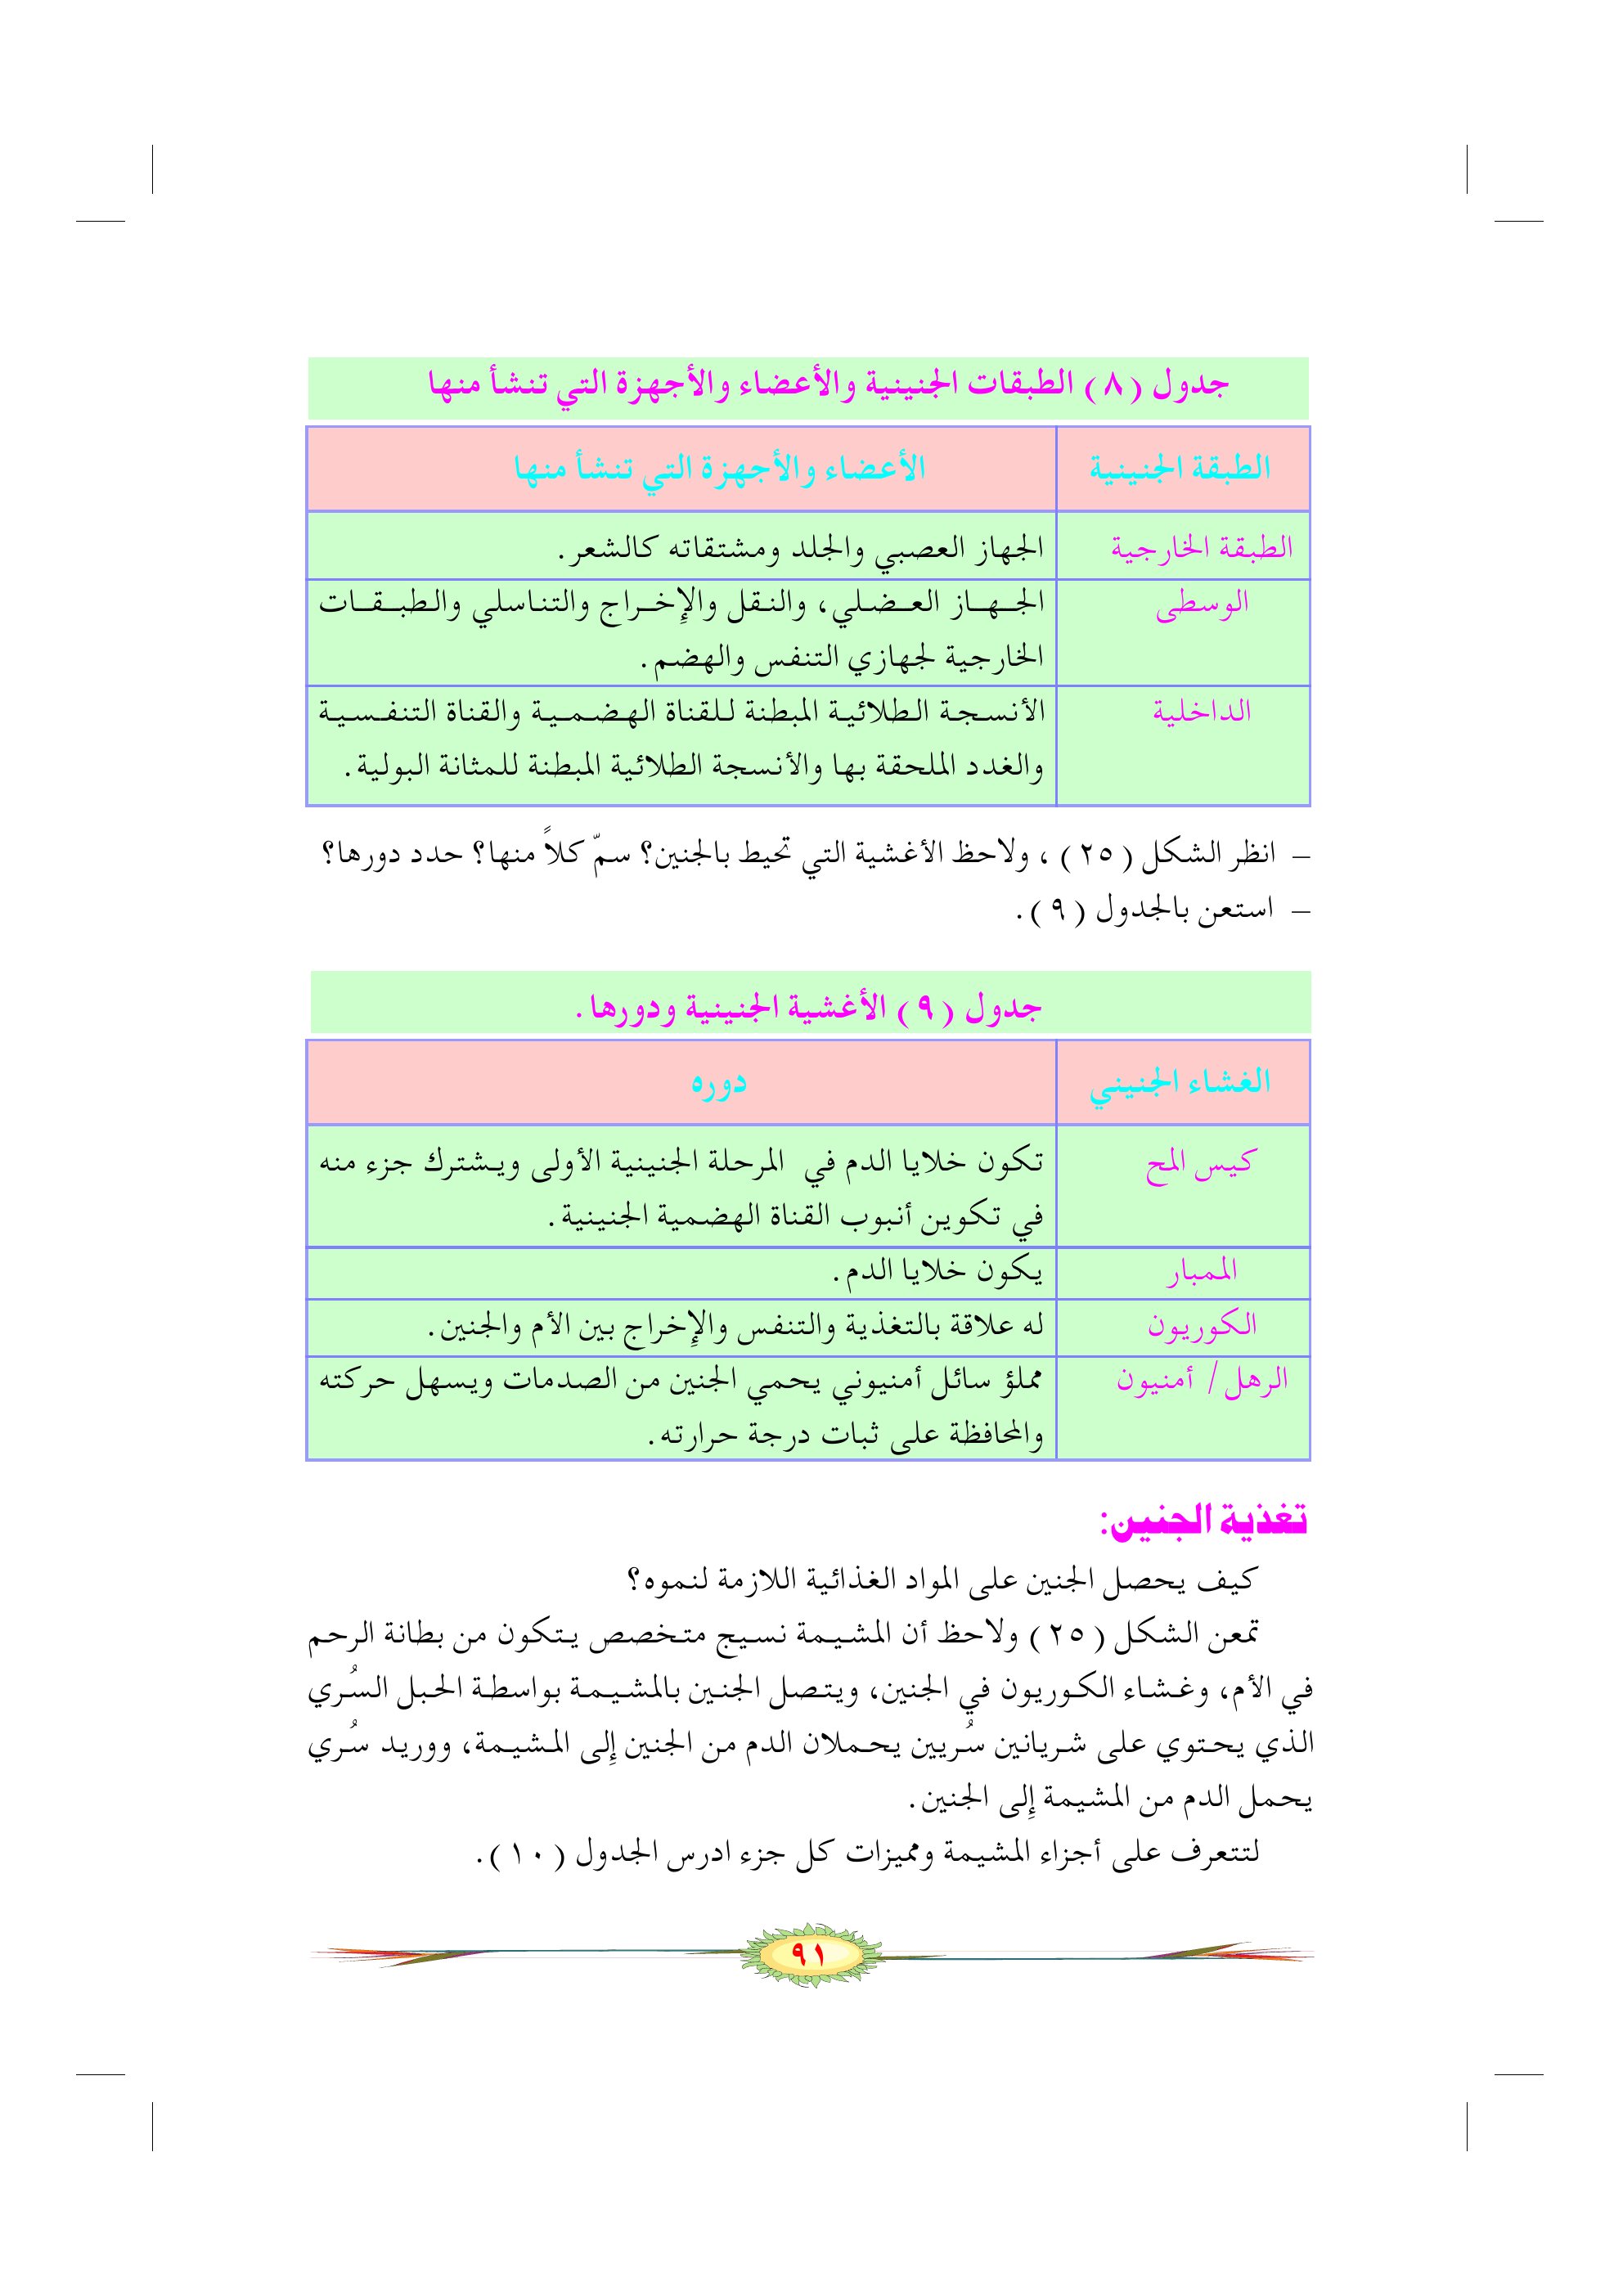 جدول (٨) الطبقات الجنينية والأعضاء والأجهزة التي تنشأ منها
الطبقة الجنينية
الأعضاء والأجهزة التي تنشأ منها
الطبقة الخارجية
الجهاز العصبي والجلد ومشتقاته كالشعر.
الوسطى
الجهاز العضلي، والنقل والإخراج والتناسلي والطبقات
الخارجية لجهازي التنفس والهضم.
الداخلية
الأنسجة الطلائية المبطنة للقناة الهضمية والقناة التنفسية
والغدد الملحقة بها والأنسجة الطلائية المبطنة للمثانة البولية.
– انظر الشكل (٢٥) ، ولاحظ الأغشية التي تحيط بالجنين؟ سمّ كلاً منها؟ حدد دورها؟
– استعن بالجدول (٩).
جدول (٩) الأغشية الجنينية ودورها.
الغشاء الجنيني
دوره
كيس المح
تكون خلايا الدم في المرحلة الجنينية الأولى ويشترك جزء منه
في تكوين أنبوب القناة الهضمية الجنينية.
الممبار
يكون خلايا الدم.
الكوريون
له علاقة بالتغذية والتنفس والإخراج بين الأم والجنين.
الرهل/ أمنيون
مملؤ سائل أمنيوني يحمي الجنين من الصدمات ويسهل حركته
والمحافظة على ثبات درجة حرارته.
تغذية الجنين:
كيف يحصل الجنين على المواد الغذائية اللازمة لنموه؟
تمعن الشكل (٢٥) ولاحظ أن المشيمة نسيج متخصص يتكون من بطانة الرحم
في الأم، وغشاء الكوريون في الجنين، ويتصل الجنين بالمشيمة بواسطة الحبل السُري
الذي يحتوي على شريانين سُريين يحملان الدم من الجنين إلى المشيمة، ووريد سُري
يحمل الدم من المشيمة إلى الجنين.
لتتعرف على أجزاء المشيمة ومميزات كل جزء ادرس الجدول (١٠).
٩١